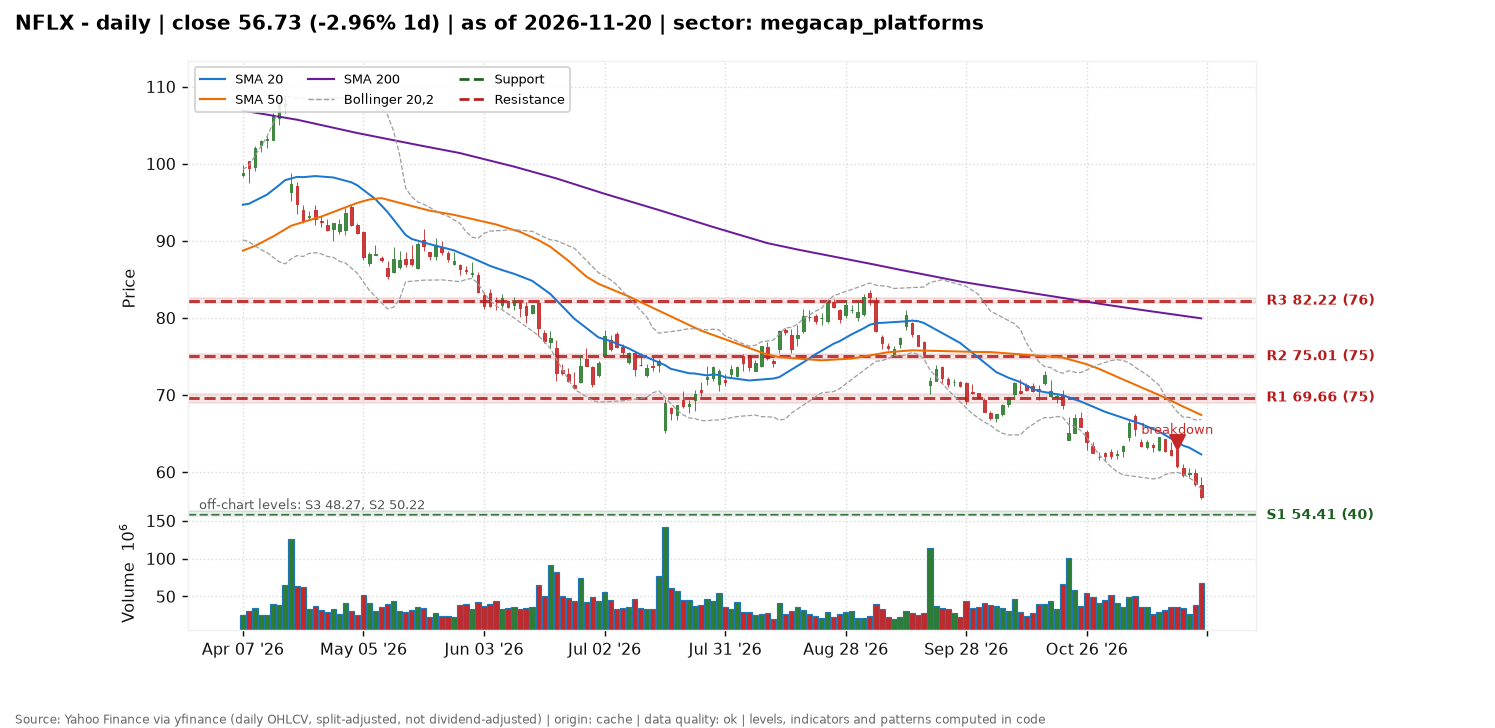 NFLX - daily | close 56.73 (-2.96% 1d) | as of 2026-11-20 | sector: megacap_platforms
SMA 20
SMA 50
SMA 200
Bollinger 20,2
Support
Resistance
Price
110
100
90
80
70
60
R3 82.22 (76)
R2 75.01 (75)
R1 69.66 (75)
breakdown
off-chart levels: S3 48.27, S2 50.22
S1 54.41 (40)
Volume 10⁶
150
100
50
Apr 07 '26
May 05 '26
Jun 03 '26
Jul 02 '26
Jul 31 '26
Aug 28 '26
Sep 28 '26
Oct 26 '26
Source: Yahoo Finance via yfinance (daily OHLCV, split-adjusted, not dividend-adjusted) | origin: cache | data quality: ok | levels, indicators and patterns computed in code